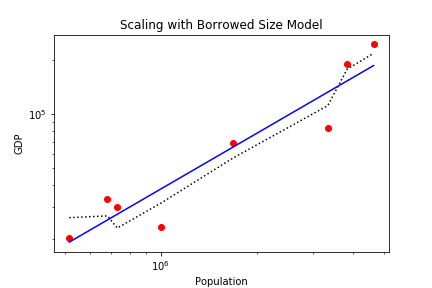 Scaling with Borrowed Size Model
GDP
10⁵
10⁶
Population